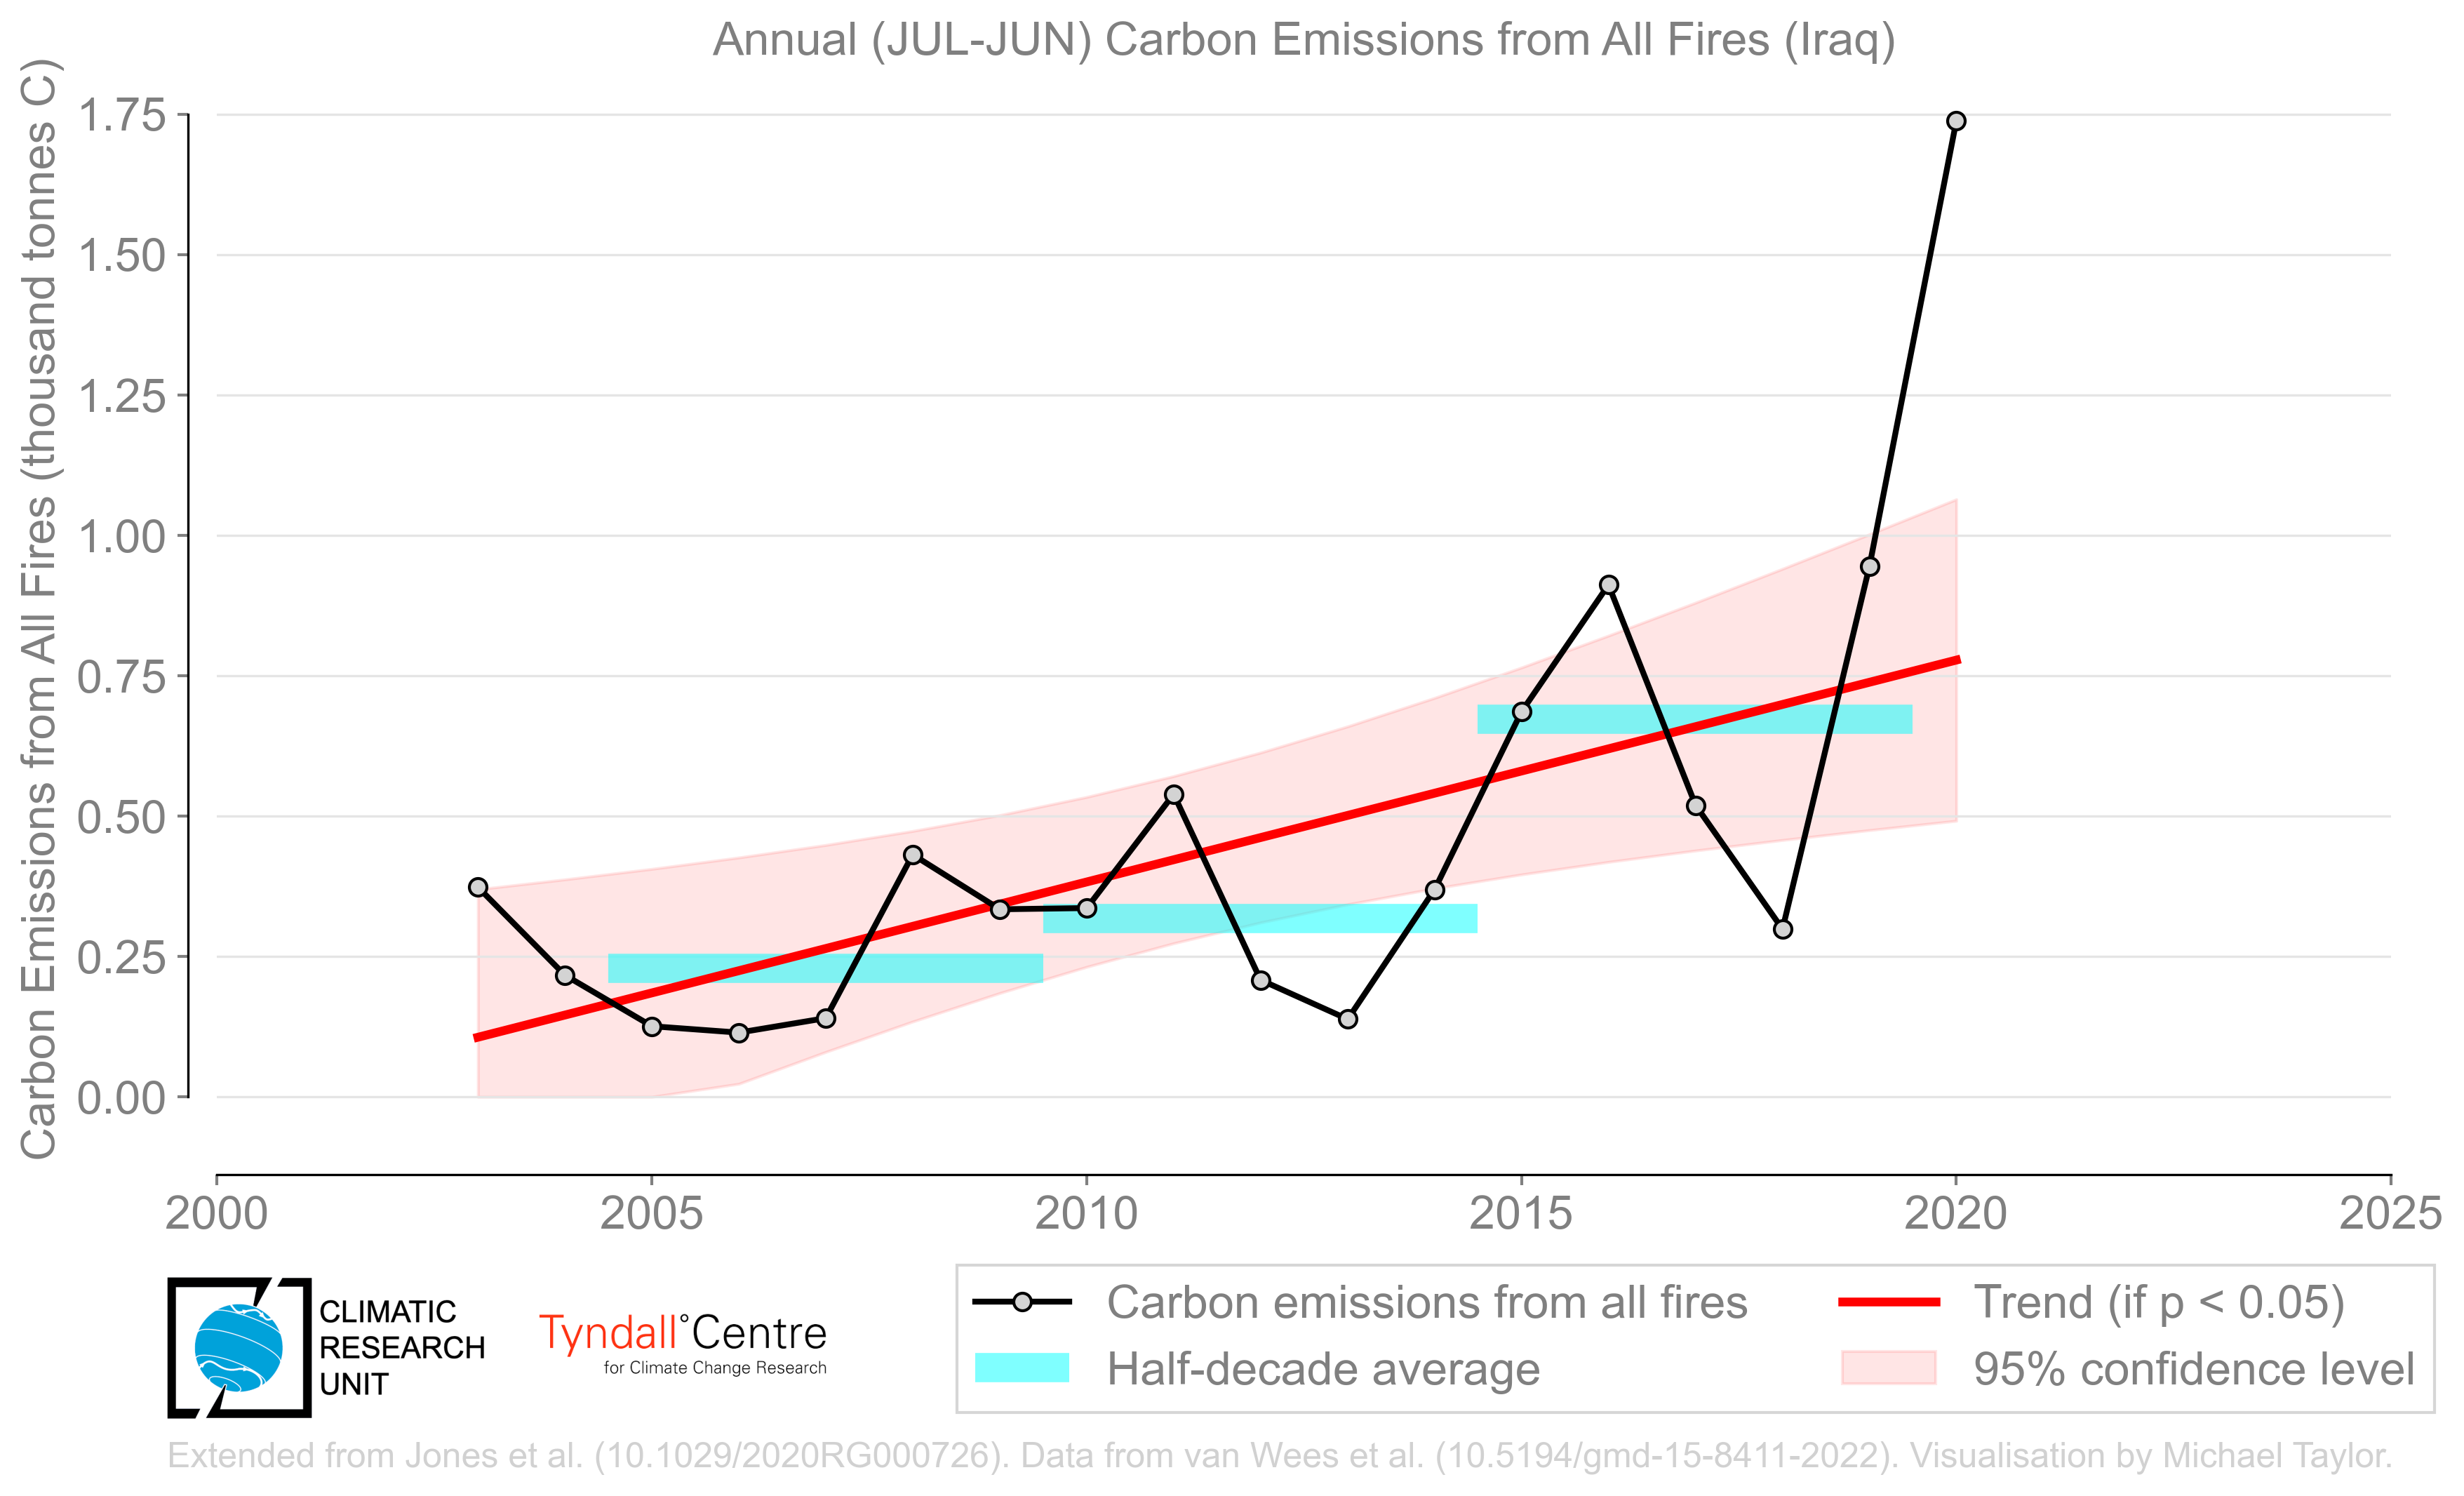 Annual (JUL-JUN) Carbon Emissions from All Fires (Iraq)
Carbon Emissions from All Fires (thousand tonnes C)
1.75
1.50
1.25
1.00
0.75
0.50
0.25
0.00
2000 2005 2010 2015 2020 2025
CLIMATIC
RESEARCH
UNIT
Tyndall°Centre
for Climate Change Research
Carbon emissions from all fires
Half-decade average
Trend (if p < 0.05)
95% confidence level
Extended from Jones et al. (10.1029/2020RG000726). Data from van Wees et al. (10.5194/gmd-15-8411-2022). Visualisation by Michael Taylor.